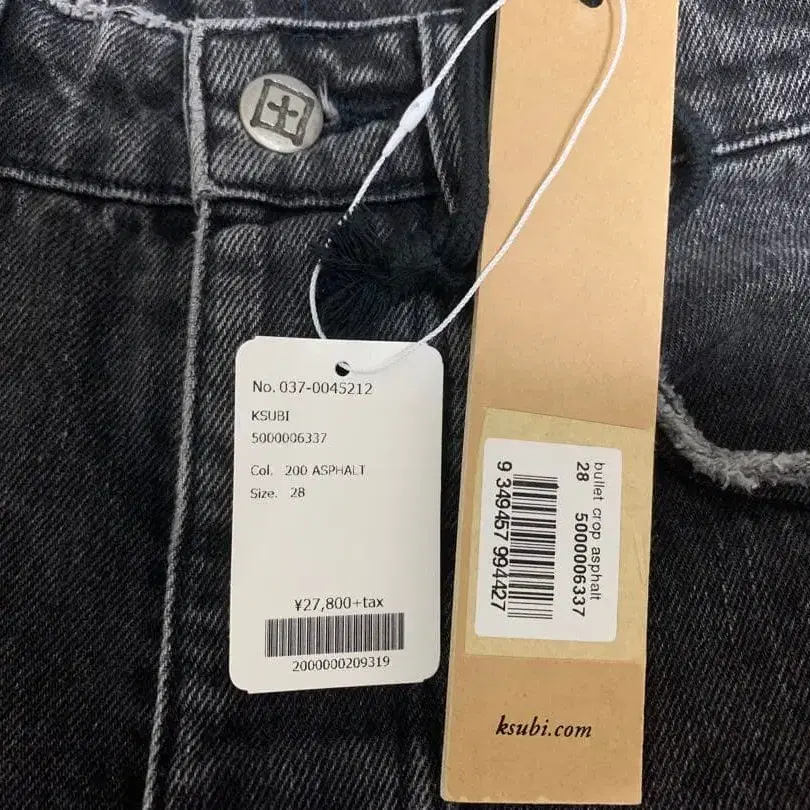 No. 037-0045212
KSUBI
5000006337
Col. 200 ASPHALT
Size. 28
¥27,800+tax
2000000209319
bullet crop asphalt
28 5000006337
9 349457 994427
ksubi.com